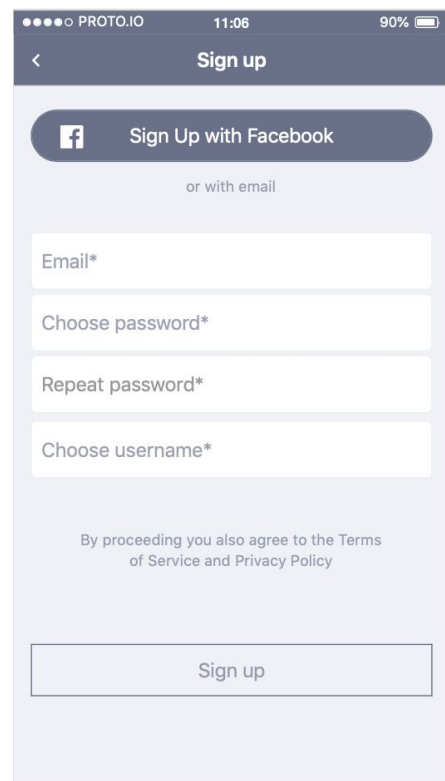 PROTO.IO 11:06 90%
Sign up
Sign Up with Facebook
or with email
Email*
Choose password*
Repeat password*
Choose username*
By proceeding you also agree to the Terms
of Service and Privacy Policy
Sign up